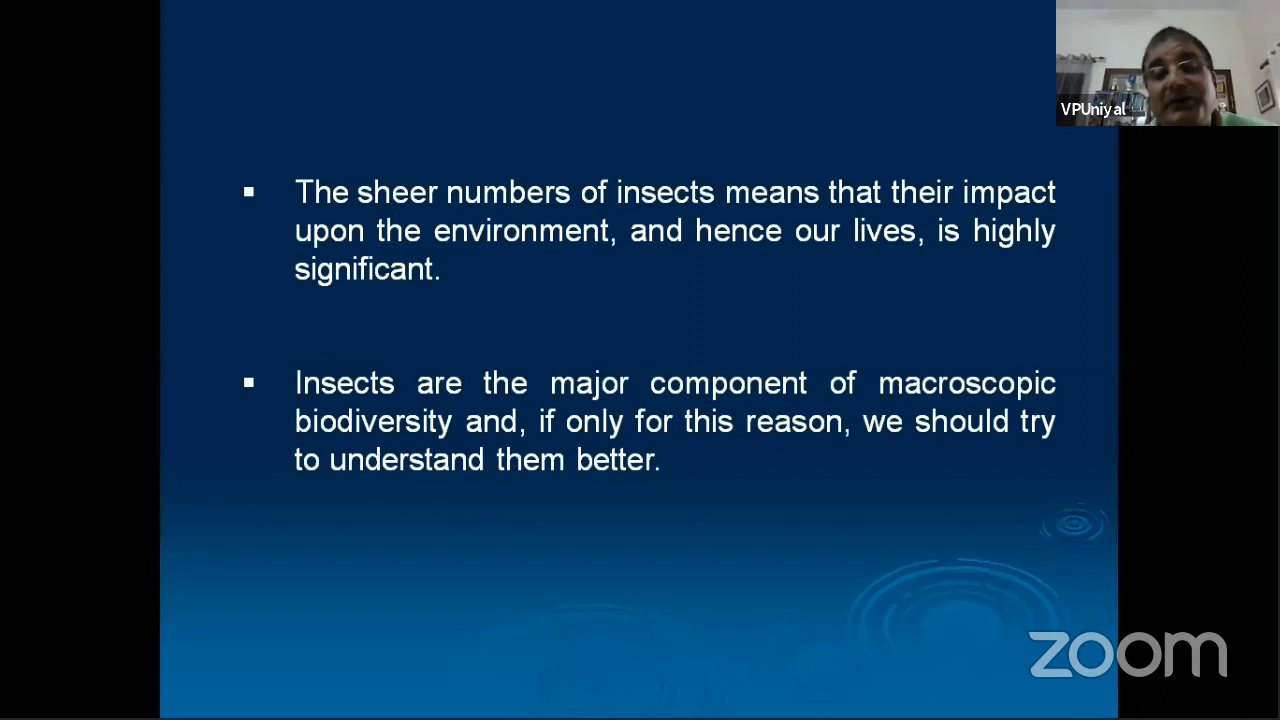 VPUniyal
▪ The sheer numbers of insects means that their impact
upon the environment, and hence our lives, is highly
significant.
▪ Insects are the major component of macroscopic
biodiversity and, if only for this reason, we should try
to understand them better.
zoom